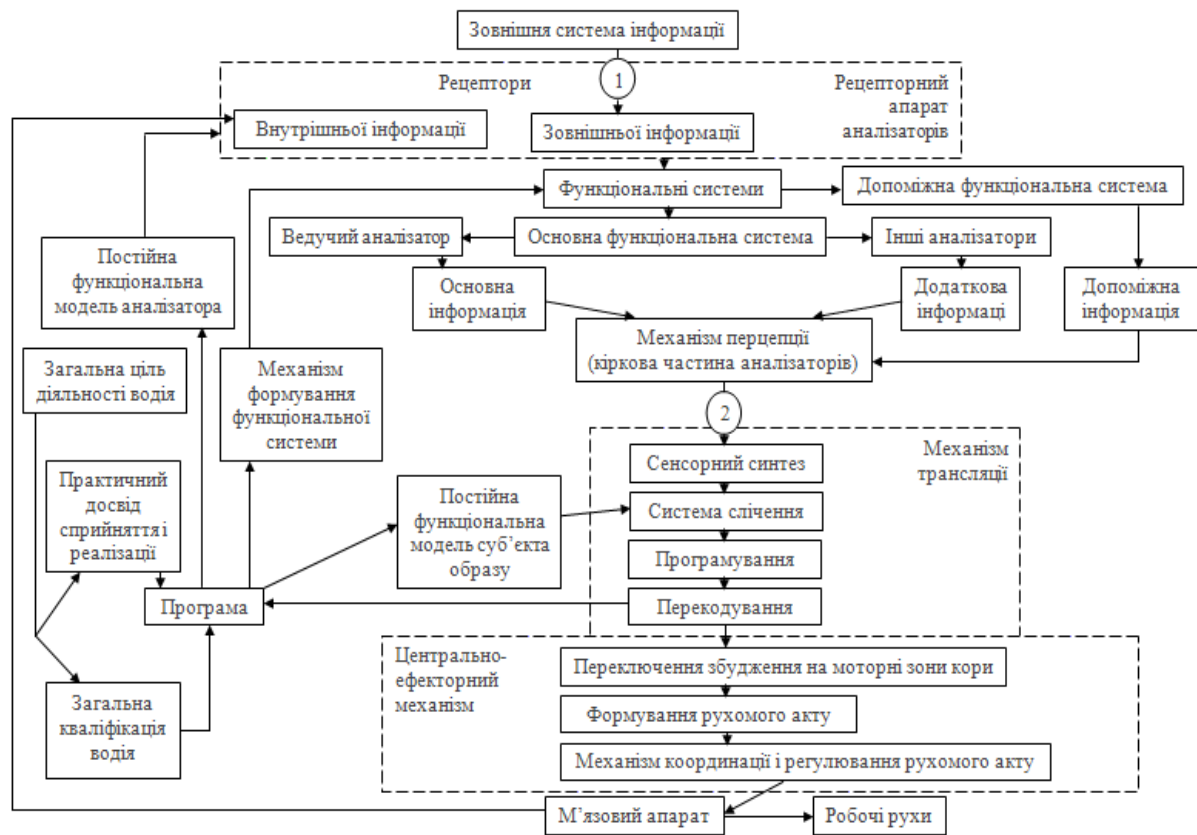 Зовнішня система інформації
1
Рецептори
Рецепторний
апарат
аналізаторів
Внутрішньої інформації
Зовнішньої інформації
Функціональні системи
Допоміжна функціональна система
Ведучий аналізатор
Основна функціональна система
Інші аналізатори
Постійна
функціональна
модель аналізатора
Основна
інформація
Додаткова
інформаці
Допоміжна
інформація
Механізм перцепції
(кіркова частина аналізаторів)
Загальна ціль
діяльності водія
Механізм
формування
функціональної
системи
2
Механізм
трансляції
Сенсорний синтез
Практичний
досвід
сприйняття і
реалізації
Постійна
функціональна
модель суб’єкта
образу
Система слічення
Програмування
Програма
Перекодування
Центрально-
ефекторний
механізм
Переключення збудження на моторні зони кори
Загальна
кваліфікація
водія
Формування рухомого акту
Механізм координації і регулювання рухомого акту
М’язовий апарат
Робочі рухи